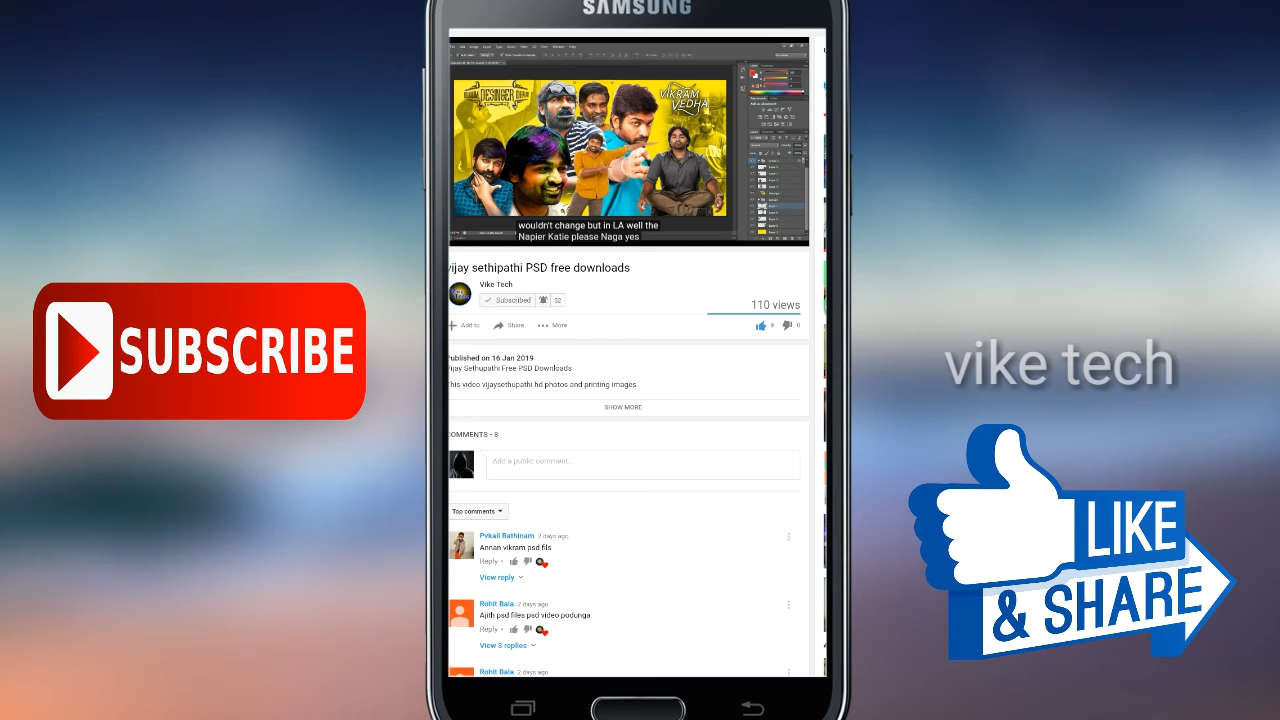 SAMSUNG
DESINGER
VIKRAM
VEDHA
wouldn't change but in LA well the
Napier Katie please Naga yes
vijay sethipathi PSD free downloads
Vike Tech
Subscribed 52
110 views
Add to Share More
9 0
Published on 16 Jan 2019
Vijay Sethupathi Free PSD Downloads
This video vijaysethupathi hd photos and printing images
SHOW MORE
COMMENTS • 8
Add a public comment...
Top comments
Pvkali Rathinam 2 days ago
Annan vikram psd fils
Reply •
View reply
Rohit Bala 2 days ago
Ajith psd files psd video podunga
Reply •
View 3 replies
Rohit Bala 2 days ago
SUBSCRIBE
vike tech
LIKE
& SHARE